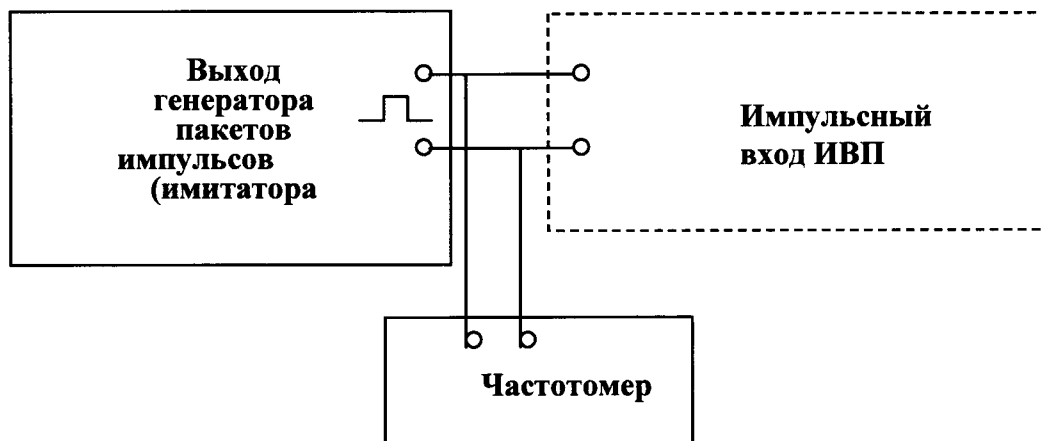 Выход
генератора
пакетов
импульсов
(имитатора
Импульсный
вход ИВП
Частотомер